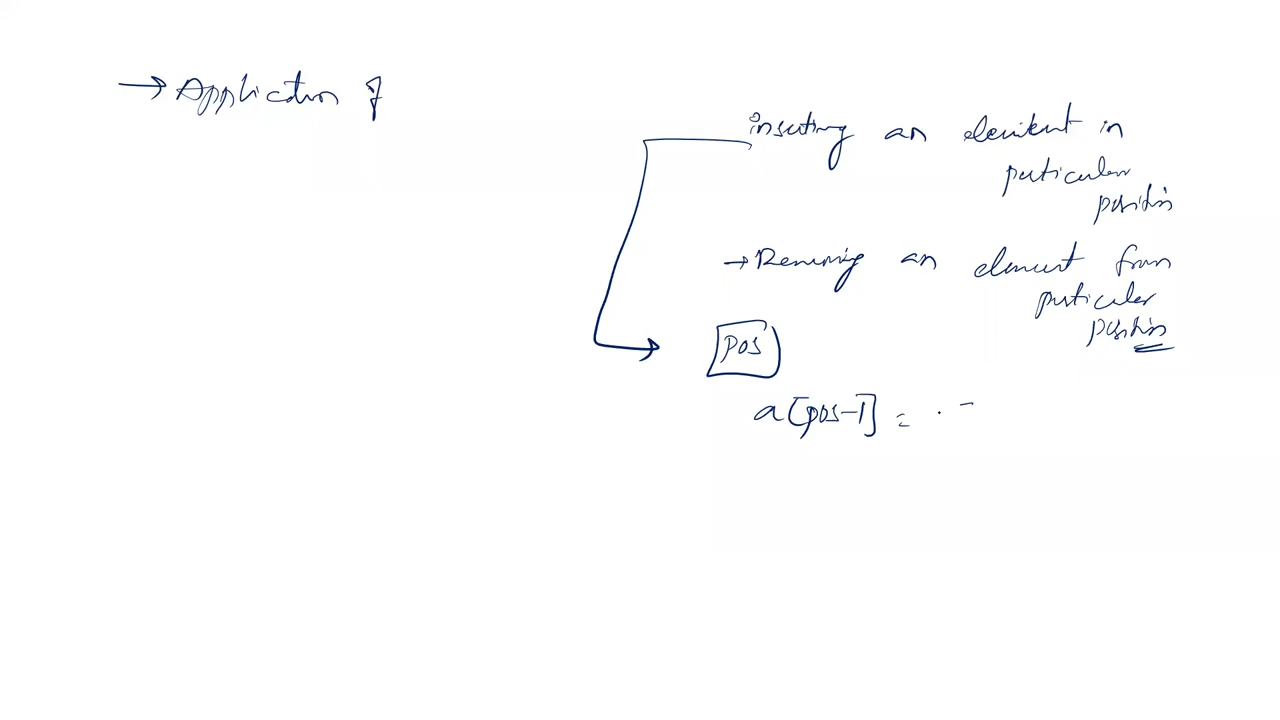 → Application of
inserting an element in
particular
position
→ Removing an element from
particular
position
pos
a[pos-1] =